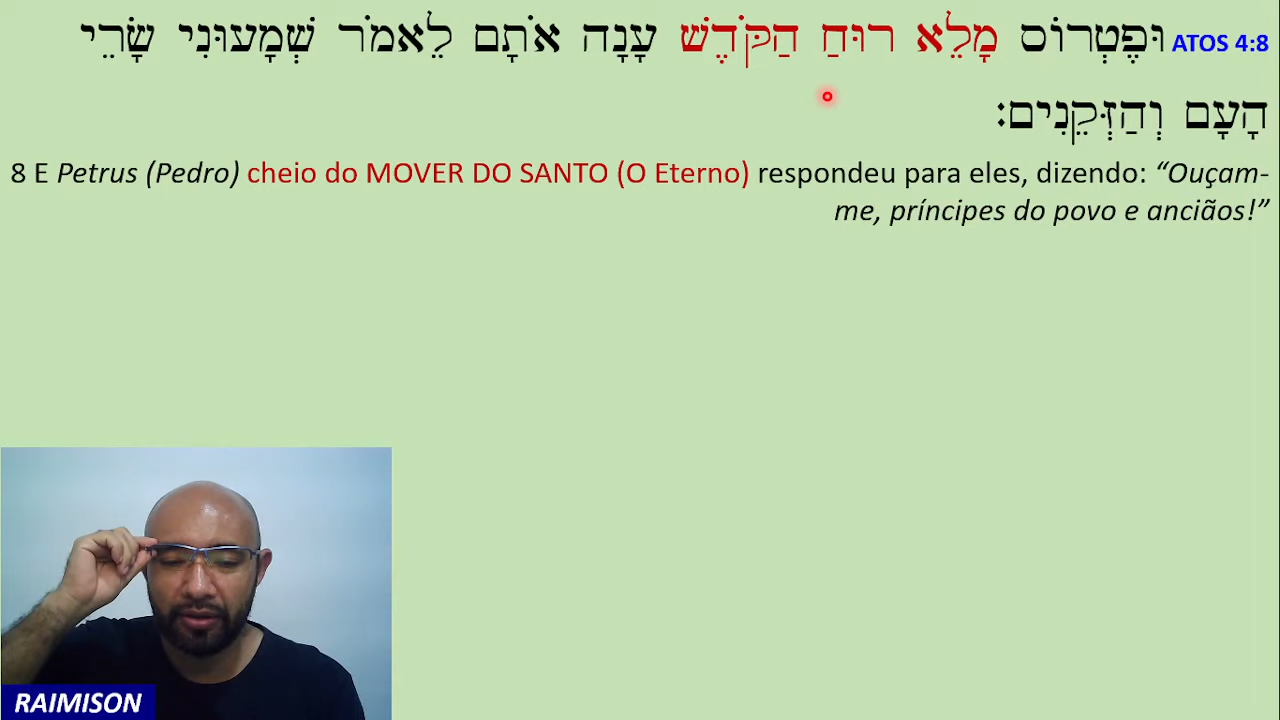 ATOS 4:8 וּפֶטְרוֹס מָלֵא רוּחַ הַקֹּדֶשׁ עָנָה אֹתָם לֵאמֹר שְׁמָעוּנִי שָׂרֵי
הָעָם וְהַזְּקֵנִים׃
8 E Petrus (Pedro) cheio do MOVER DO SANTO (O Eterno) respondeu para eles, dizendo: “Ouçam-
me, príncipes do povo e anciãos!”
RAIMISON